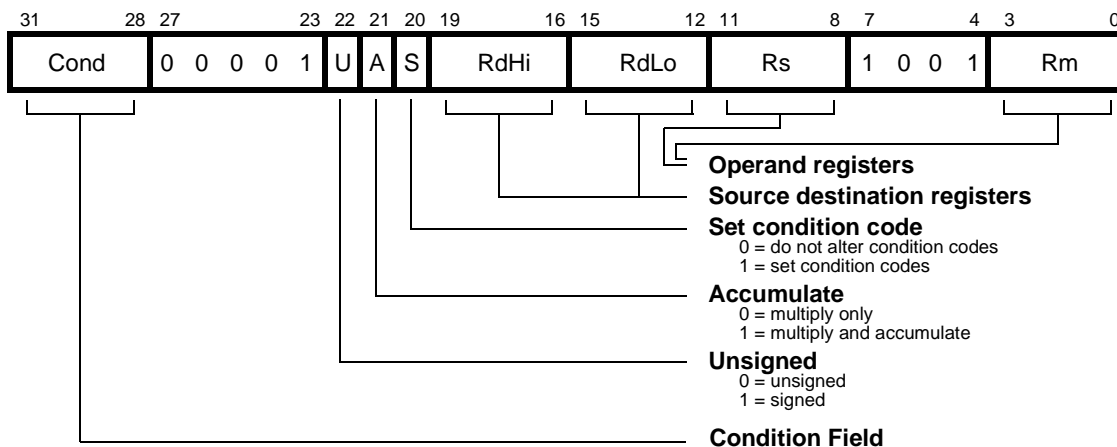 31 28 27 23 22 21 20 19 16 15 12 11 8 7 4 3 0
Cond 0 0 0 0 1 U A S RdHi RdLo Rs 1 0 0 1 Rm
Operand registers
Source destination registers
Set condition code
0 = do not alter condition codes
1 = set condition codes
Accumulate
0 = multiply only
1 = multiply and accumulate
Unsigned
0 = unsigned
1 = signed
Condition Field